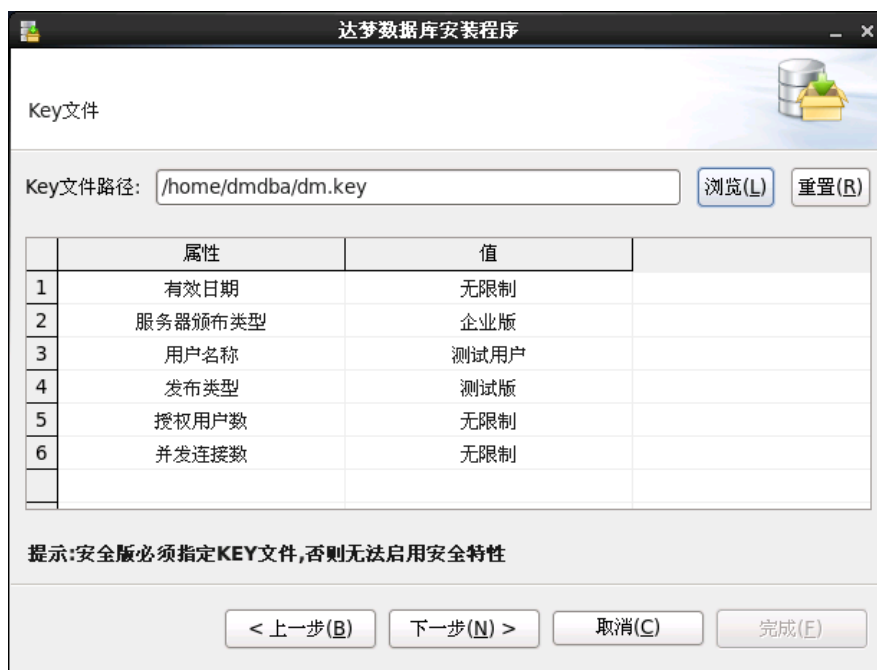 达梦数据库安装程序
Key文件
Key文件路径: /home/dmdba/dm.key 浏览(L) 重置(R)
属性 值
1 有效日期 无限制
2 服务器颁布类型 企业版
3 用户名称 测试用户
4 发布类型 测试版
5 授权用户数 无限制
6 并发连接数 无限制
提示:安全版必须指定KEY文件,否则无法启用安全特性
< 上一步(B) 下一步(N) > 取消(C) 完成(F)